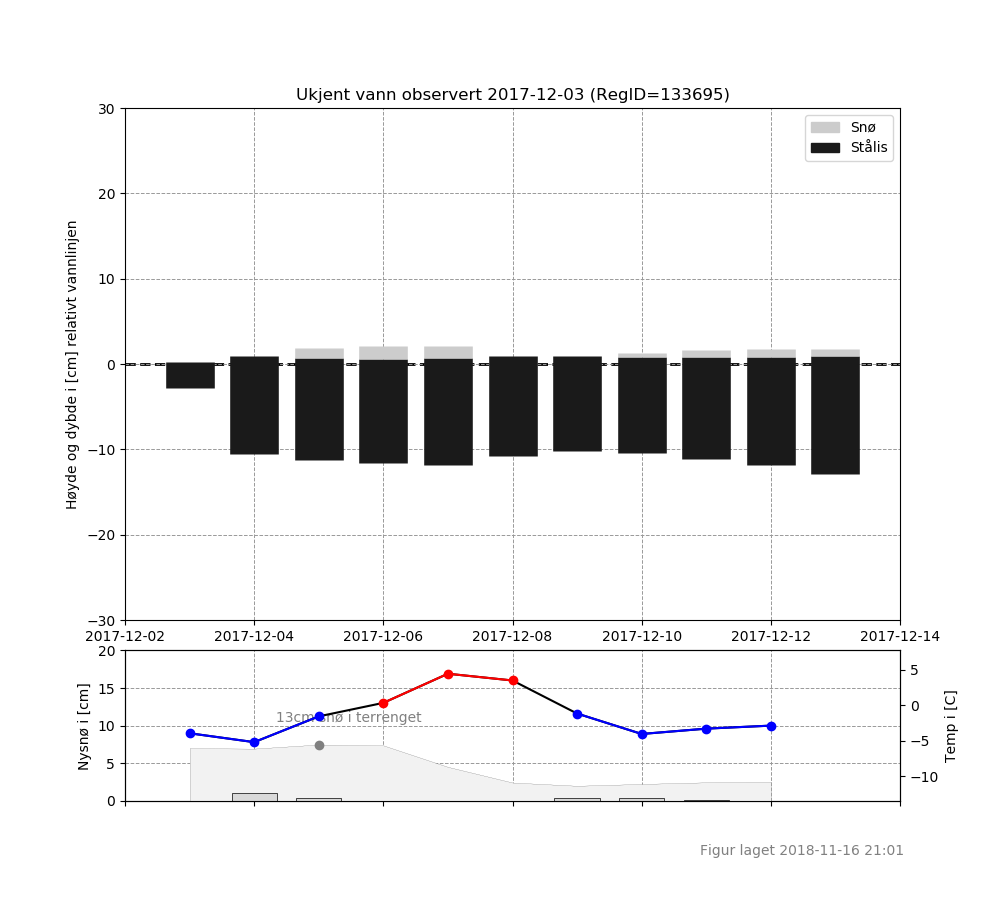 Ukjent vann observert 2017-12-03 (RegID=133695)
Snø
Stålis
Høyde og dybde i [cm] relativt vannlinjen
30
20
10
0
−10
−20
−30
2017-12-02 2017-12-04 2017-12-06 2017-12-08 2017-12-10 2017-12-12 2017-12-14
Nysnø i [cm]
20
15
10
5
0
13cm snø i terrenget
5
0
−5
−10
Temp i [C]
Figur laget 2018-11-16 21:01